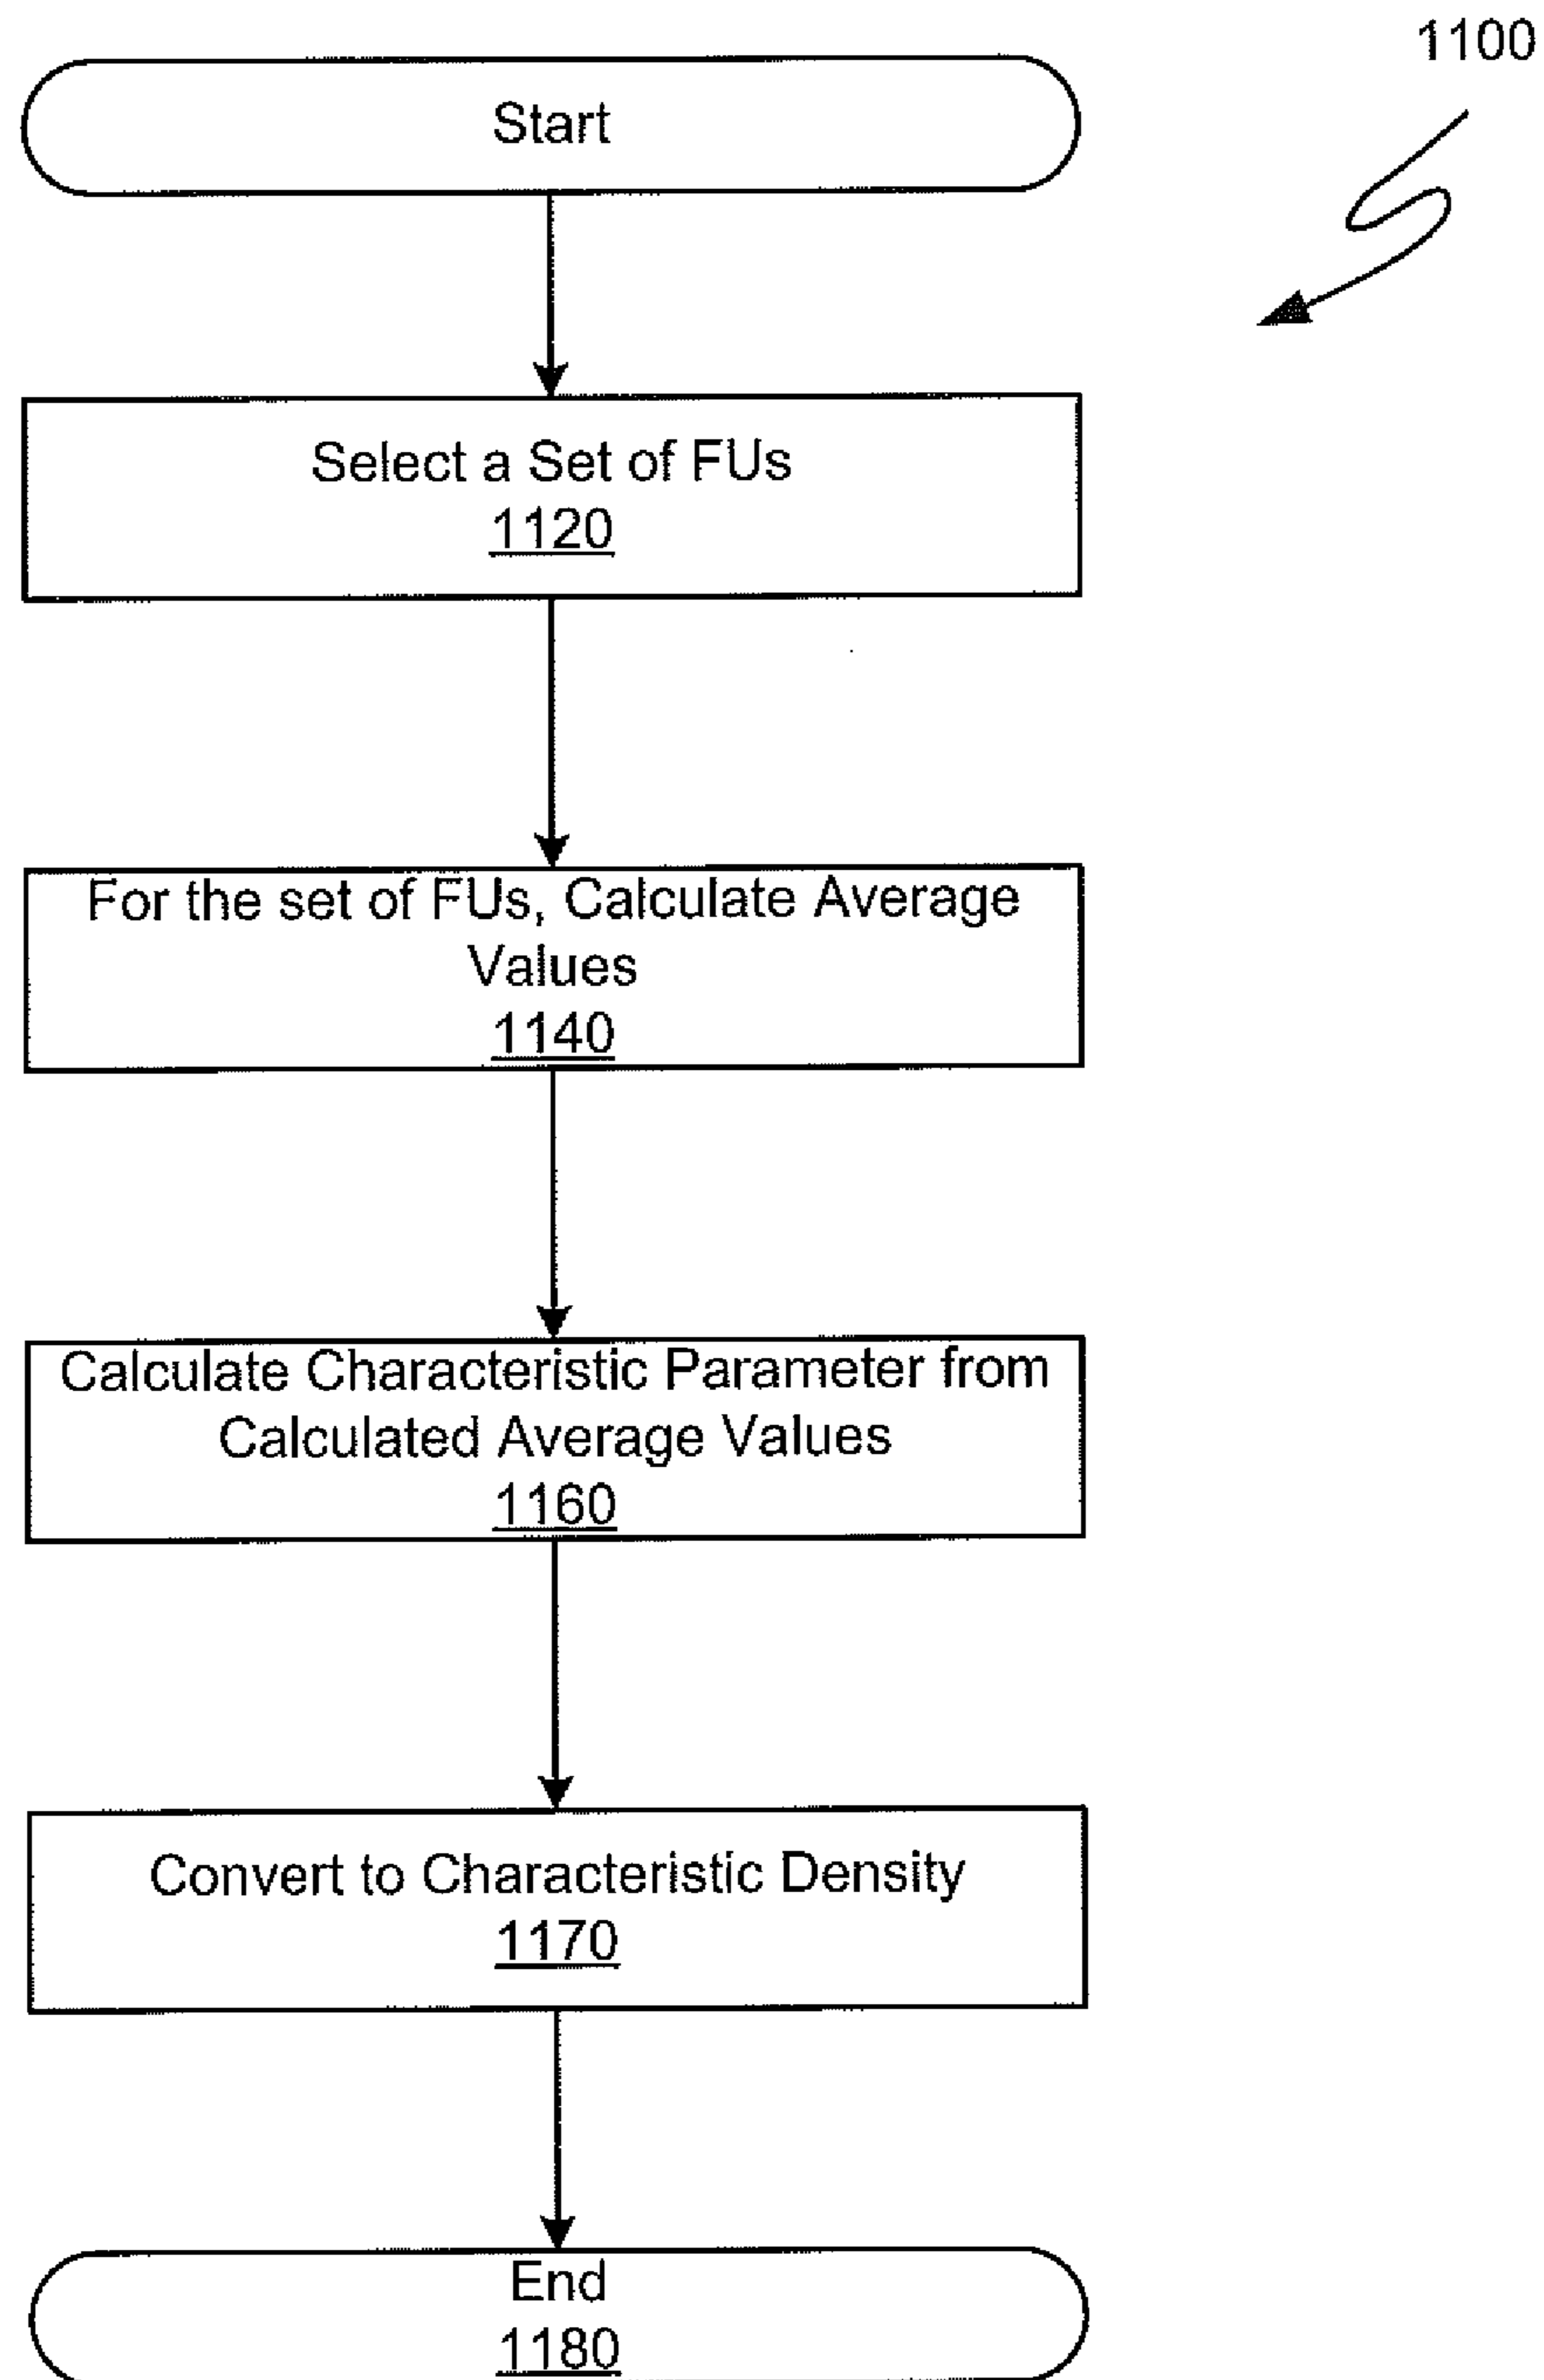 1100
Start
Select a Set of FUs
1120
For the set of FUs, Calculate Average
Values
1140
Calculate Characteristic Parameter from
Calculated Average Values
1160
Convert to Characteristic Density
1170
End
1180